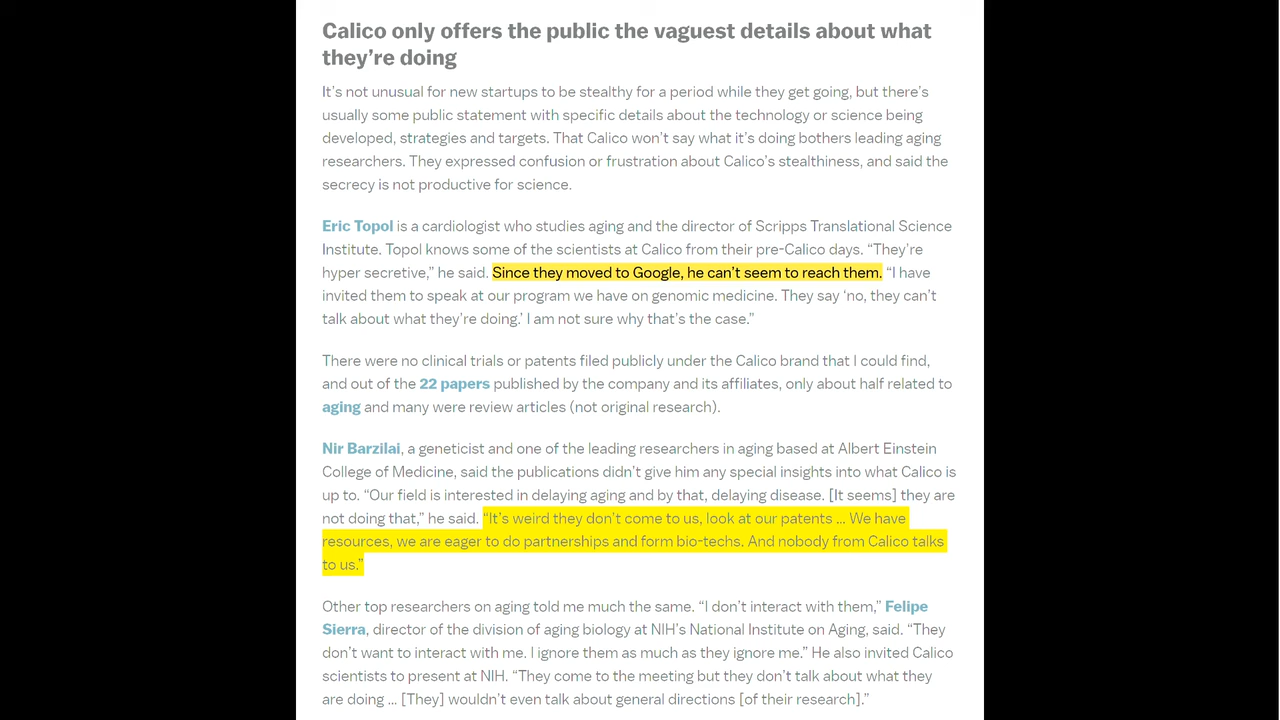 Calico only offers the public the vaguest details about what
they’re doing
It’s not unusual for new startups to be stealthy for a period while they get going, but there’s
usually some public statement with specific details about the technology or science being
developed, strategies and targets. That Calico won’t say what it’s doing bothers leading aging
researchers. They expressed confusion or frustration about Calico’s stealthiness, and said the
secrecy is not productive for science.
Eric Topol is a cardiologist who studies aging and the director of Scripps Translational Science
Institute. Topol knows some of the scientists at Calico from their pre-Calico days. “They’re
hyper secretive,” he said. Since they moved to Google, he can’t seem to reach them. “I have
invited them to speak at our program we have on genomic medicine. They say ‘no, they can’t
talk about what they’re doing.’ I am not sure why that’s the case.”
There were no clinical trials or patents filed publicly under the Calico brand that I could find,
and out of the 22 papers published by the company and its affiliates, only about half related to
aging and many were review articles (not original research).
Nir Barzilai, a geneticist and one of the leading researchers in aging based at Albert Einstein
College of Medicine, said the publications didn’t give him any special insights into what Calico is
up to. “Our field is interested in delaying aging and by that, delaying disease. [It seems] they are
not doing that,” he said. “It’s weird they don’t come to us, look at our patents ... We have
resources, we are eager to do partnerships and form bio-techs. And nobody from Calico talks
to us.”
Other top researchers on aging told me much the same. “I don’t interact with them,” Felipe
Sierra, director of the division of aging biology at NIH’s National Institute on Aging, said. “They
don’t want to interact with me. I ignore them as much as they ignore me.” He also invited Calico
scientists to present at NIH. “They come to the meeting but they don’t talk about what they
are doing ... [They] wouldn’t even talk about general directions [of their research].”